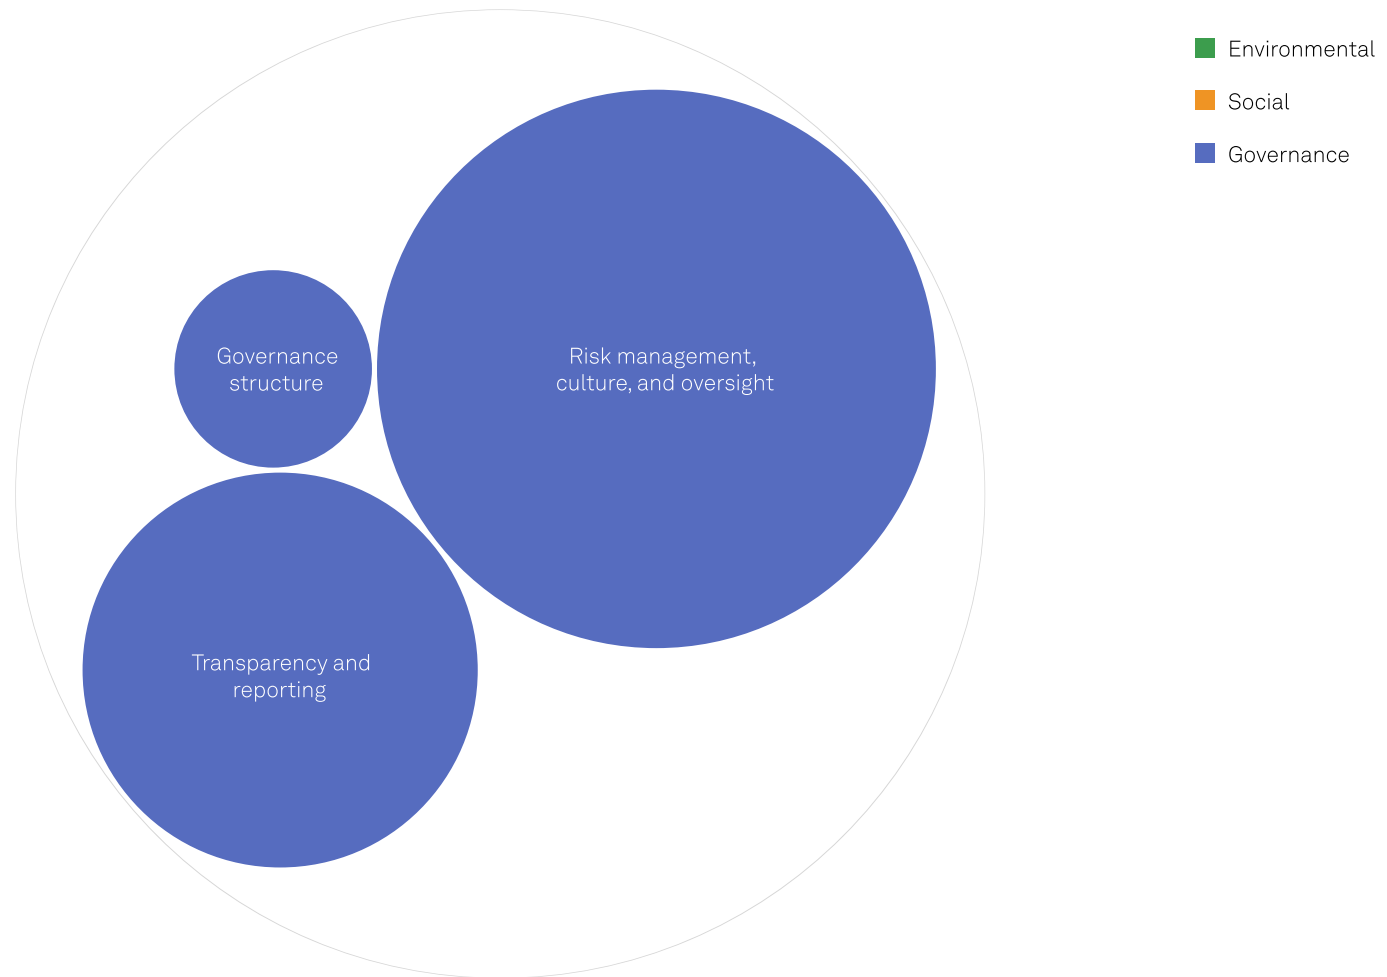 Environmental
Social
Governance
Governance
structure
Risk management,
culture, and oversight
Transparency and
reporting